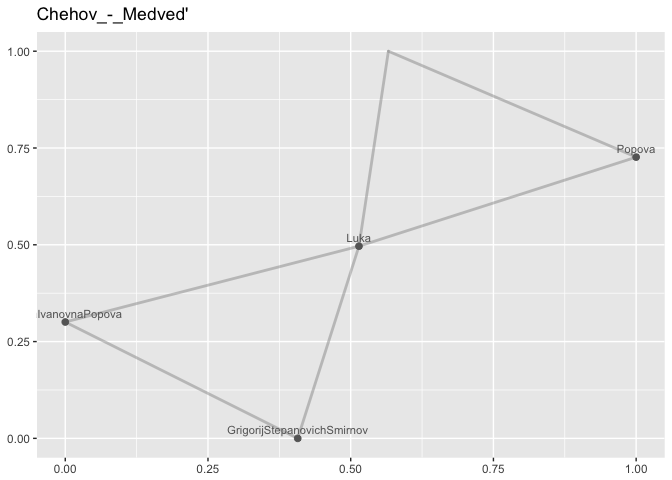 Chehov_-_Medved'
1.00
Popova
0.75
Luka
0.50
IvanovnaPopova
0.25
GrigorijStepanovichSmirnov
0.00
0.00 0.25 0.50 0.75 1.00